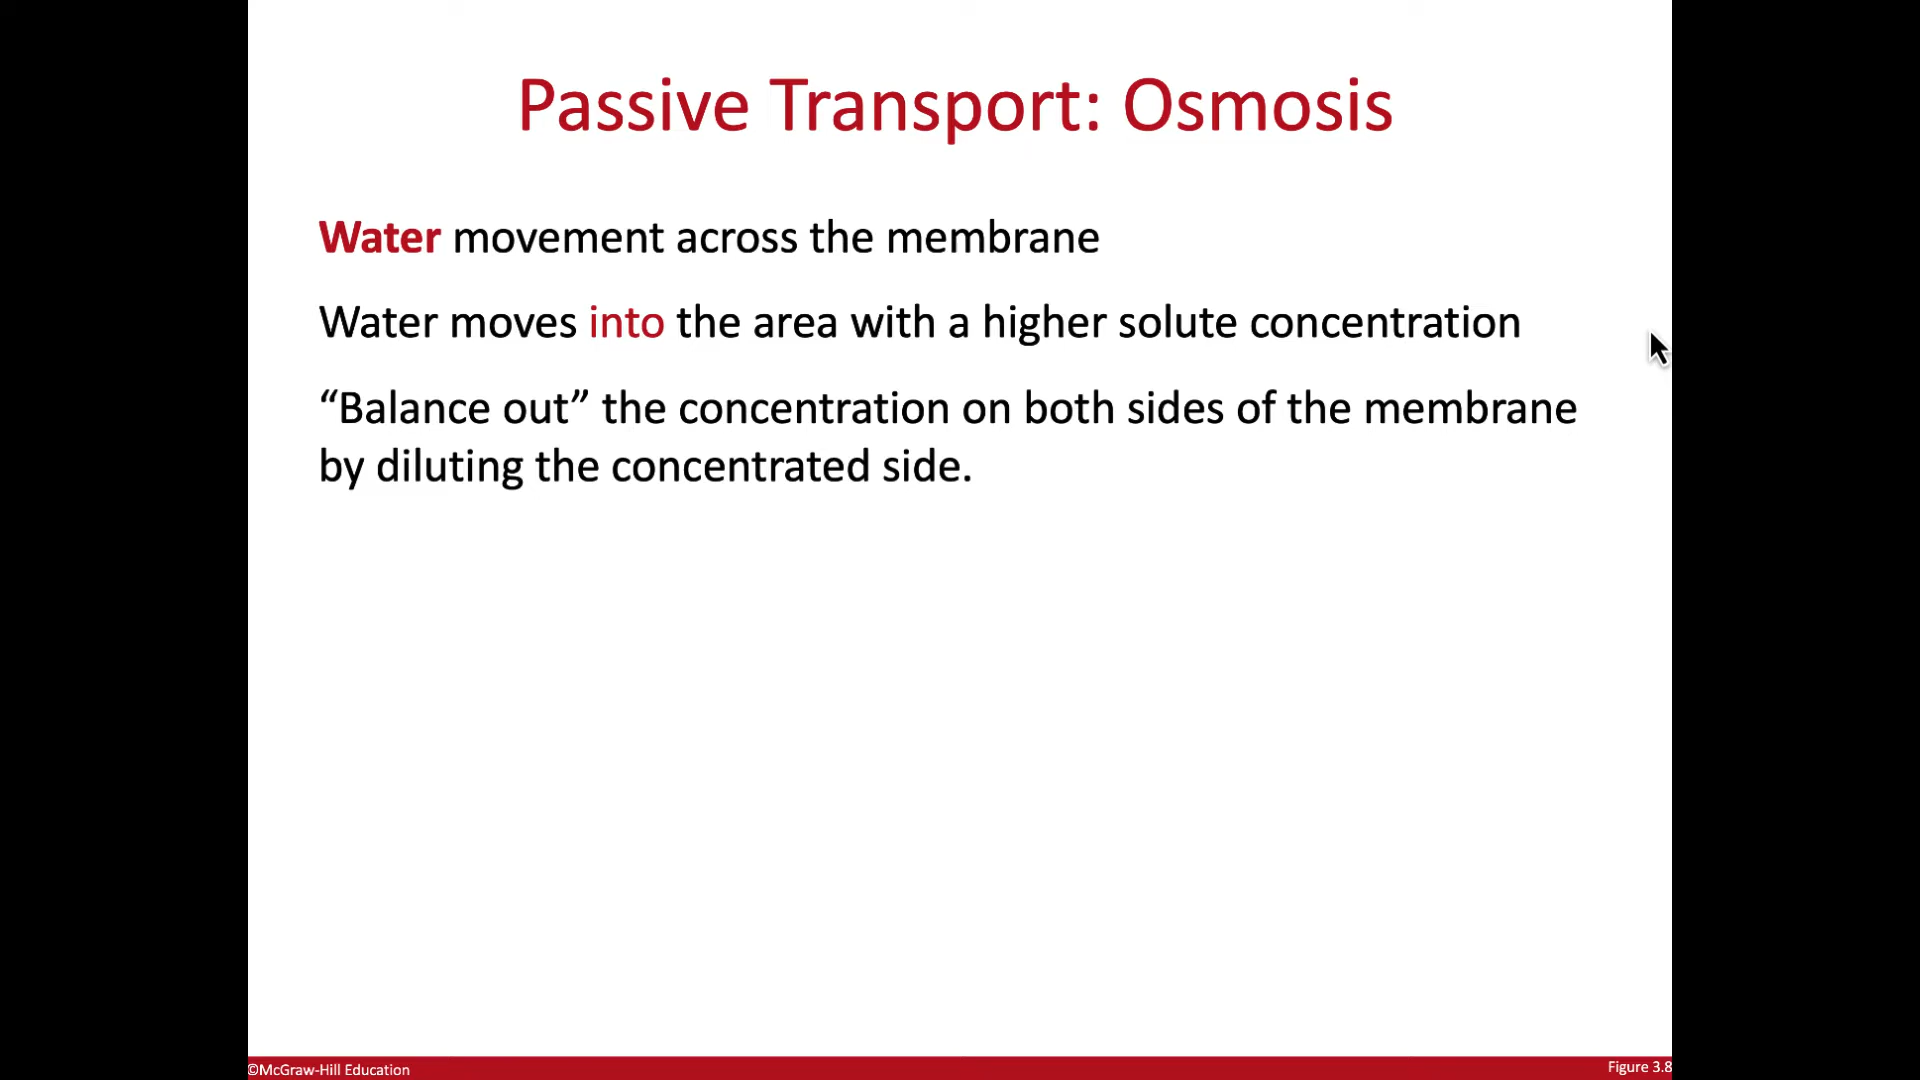 Passive Transport: Osmosis
Water movement across the membrane
Water moves into the area with a higher solute concentration
“Balance out” the concentration on both sides of the membrane
by diluting the concentrated side.
©McGraw-Hill Education
Figure 3.8